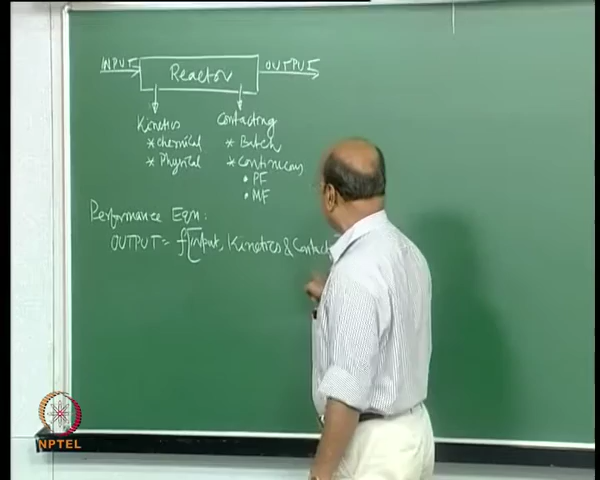 INPUT Reactor OUTPUT
Kinetics Contacting
* Chemical * Batch
* Physical * Continuous
• PF
• MF
Performance Eqn:
OUTPUT = f[input, Kinetics & Contact
NPTEL